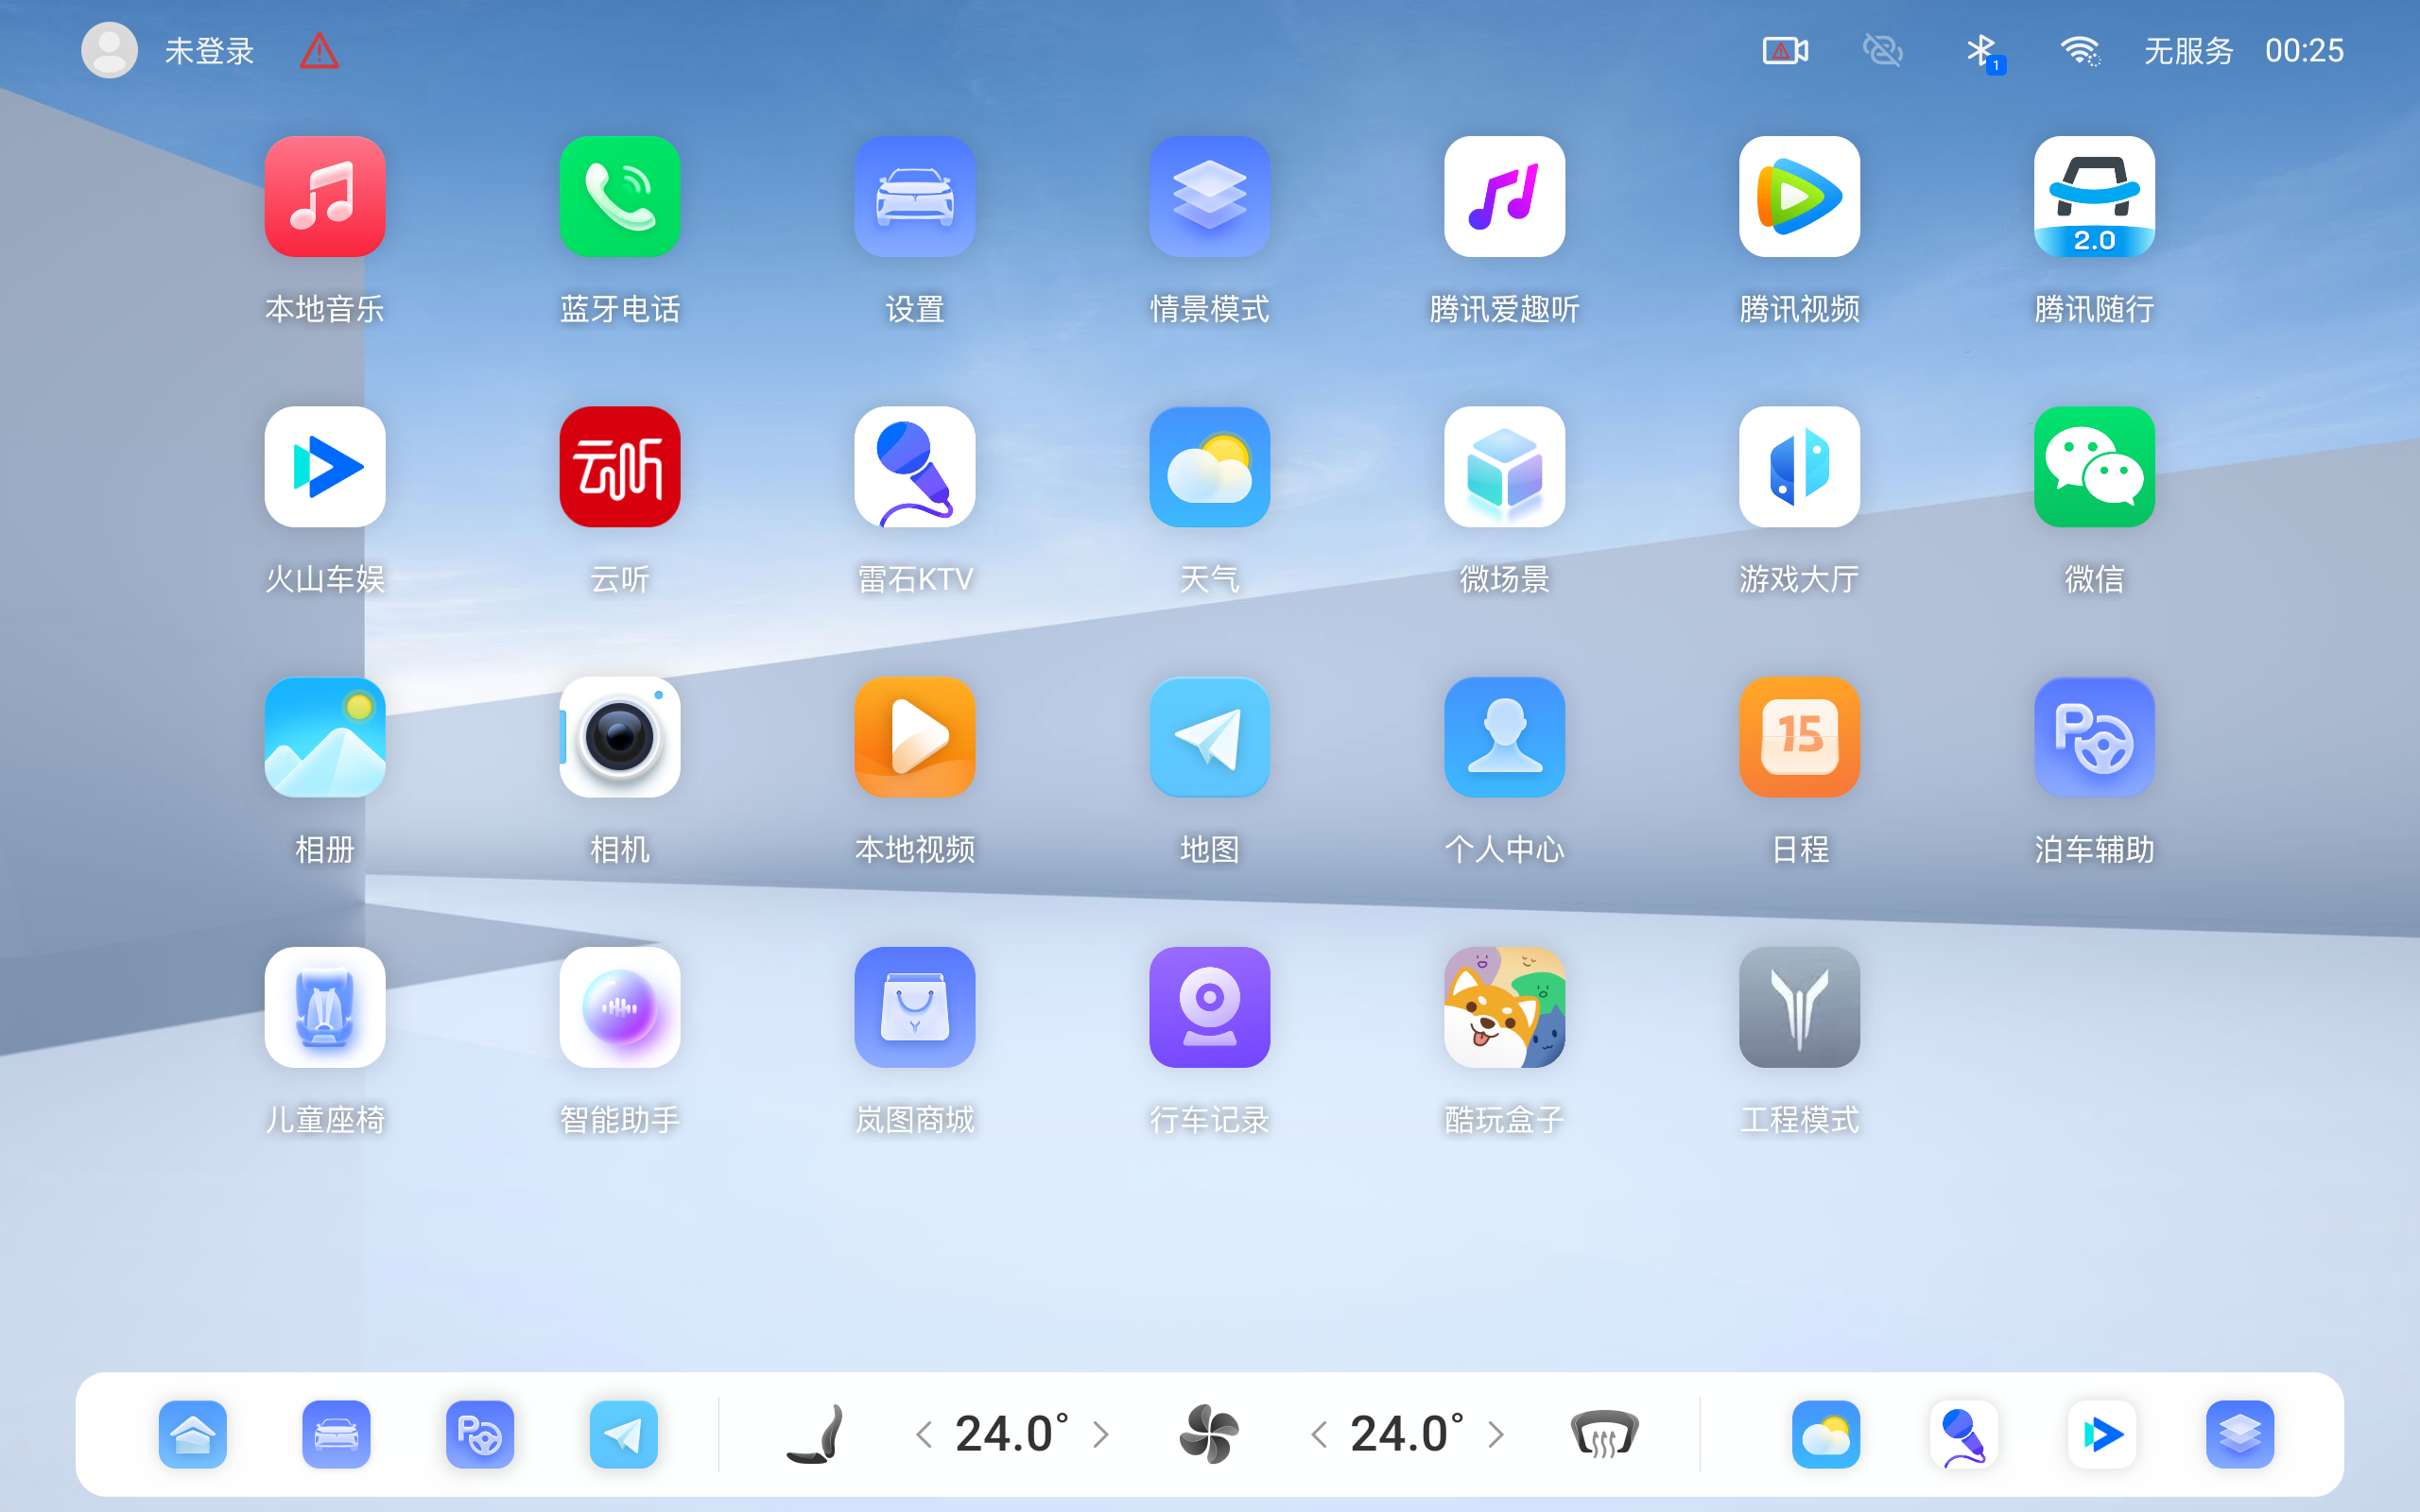 未登录
1
无服务 00:25
本地音乐 蓝牙电话 设置 情景模式 腾讯爱趣听 腾讯视频 腾讯随行
2.0
火山车娱 云听 雷石KTV 天气 微场景 游戏大厅 微信
云听
相册 相机 本地视频 地图 个人中心 日程 泊车辅助
15
P
儿童座椅 智能助手 岚图商城 行车记录 酷玩盒子 工程模式
P
24.0°
24.0°